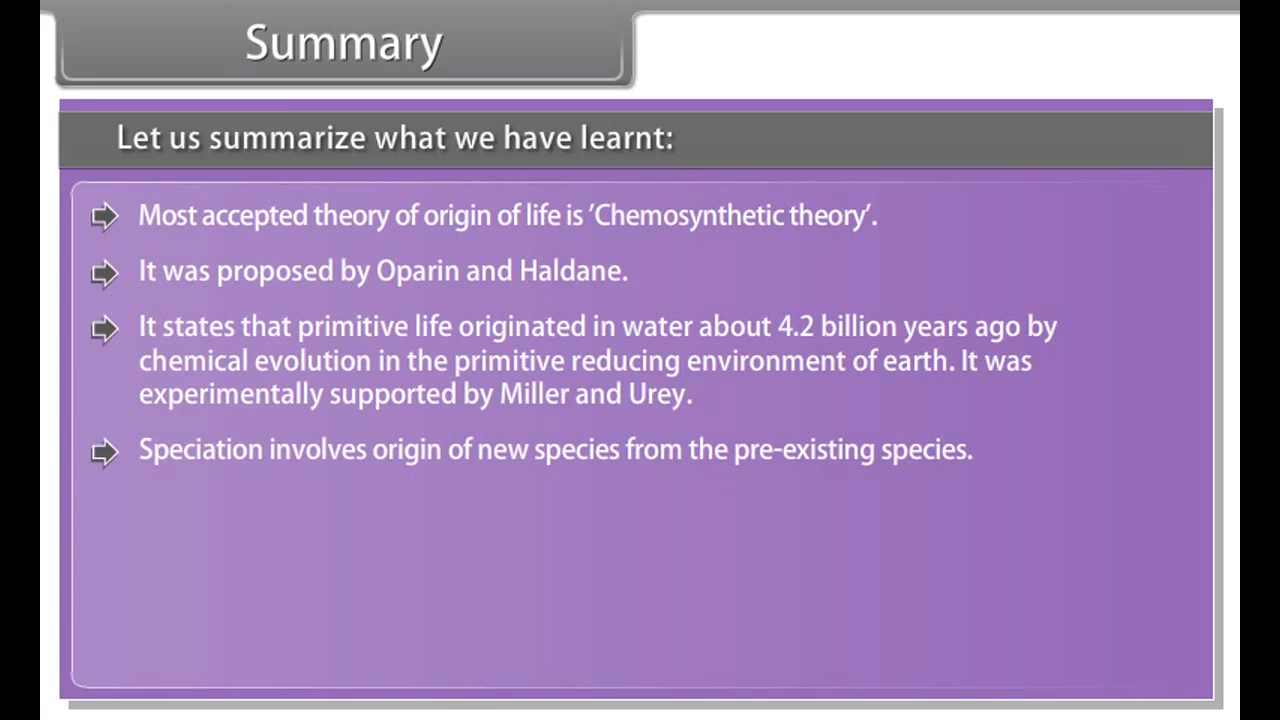 Summary
Let us summarize what we have learnt:
Most accepted theory of origin of life is ’Chemosynthetic theory’.
It was proposed by Oparin and Haldane.
It states that primitive life originated in water about 4.2 billion years ago by
chemical evolution in the primitive reducing environment of earth. It was
experimentally supported by Miller and Urey.
Speciation involves origin of new species from the pre-existing species.